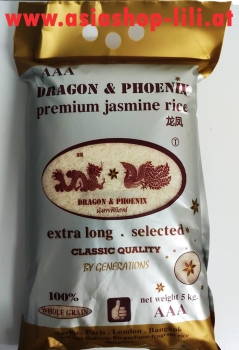 www.asiashop-lili.at
AAA
DRAGON & PHOENIX
premium jasmine rice
龙凤
DRAGON & PHOENIX
extra long . selected
CLASSIC QUALITY
BY GENERATIONS
100%
WHOLE GRAIN
net weight 5 kg.
AAA
Paris . London . Bangkok